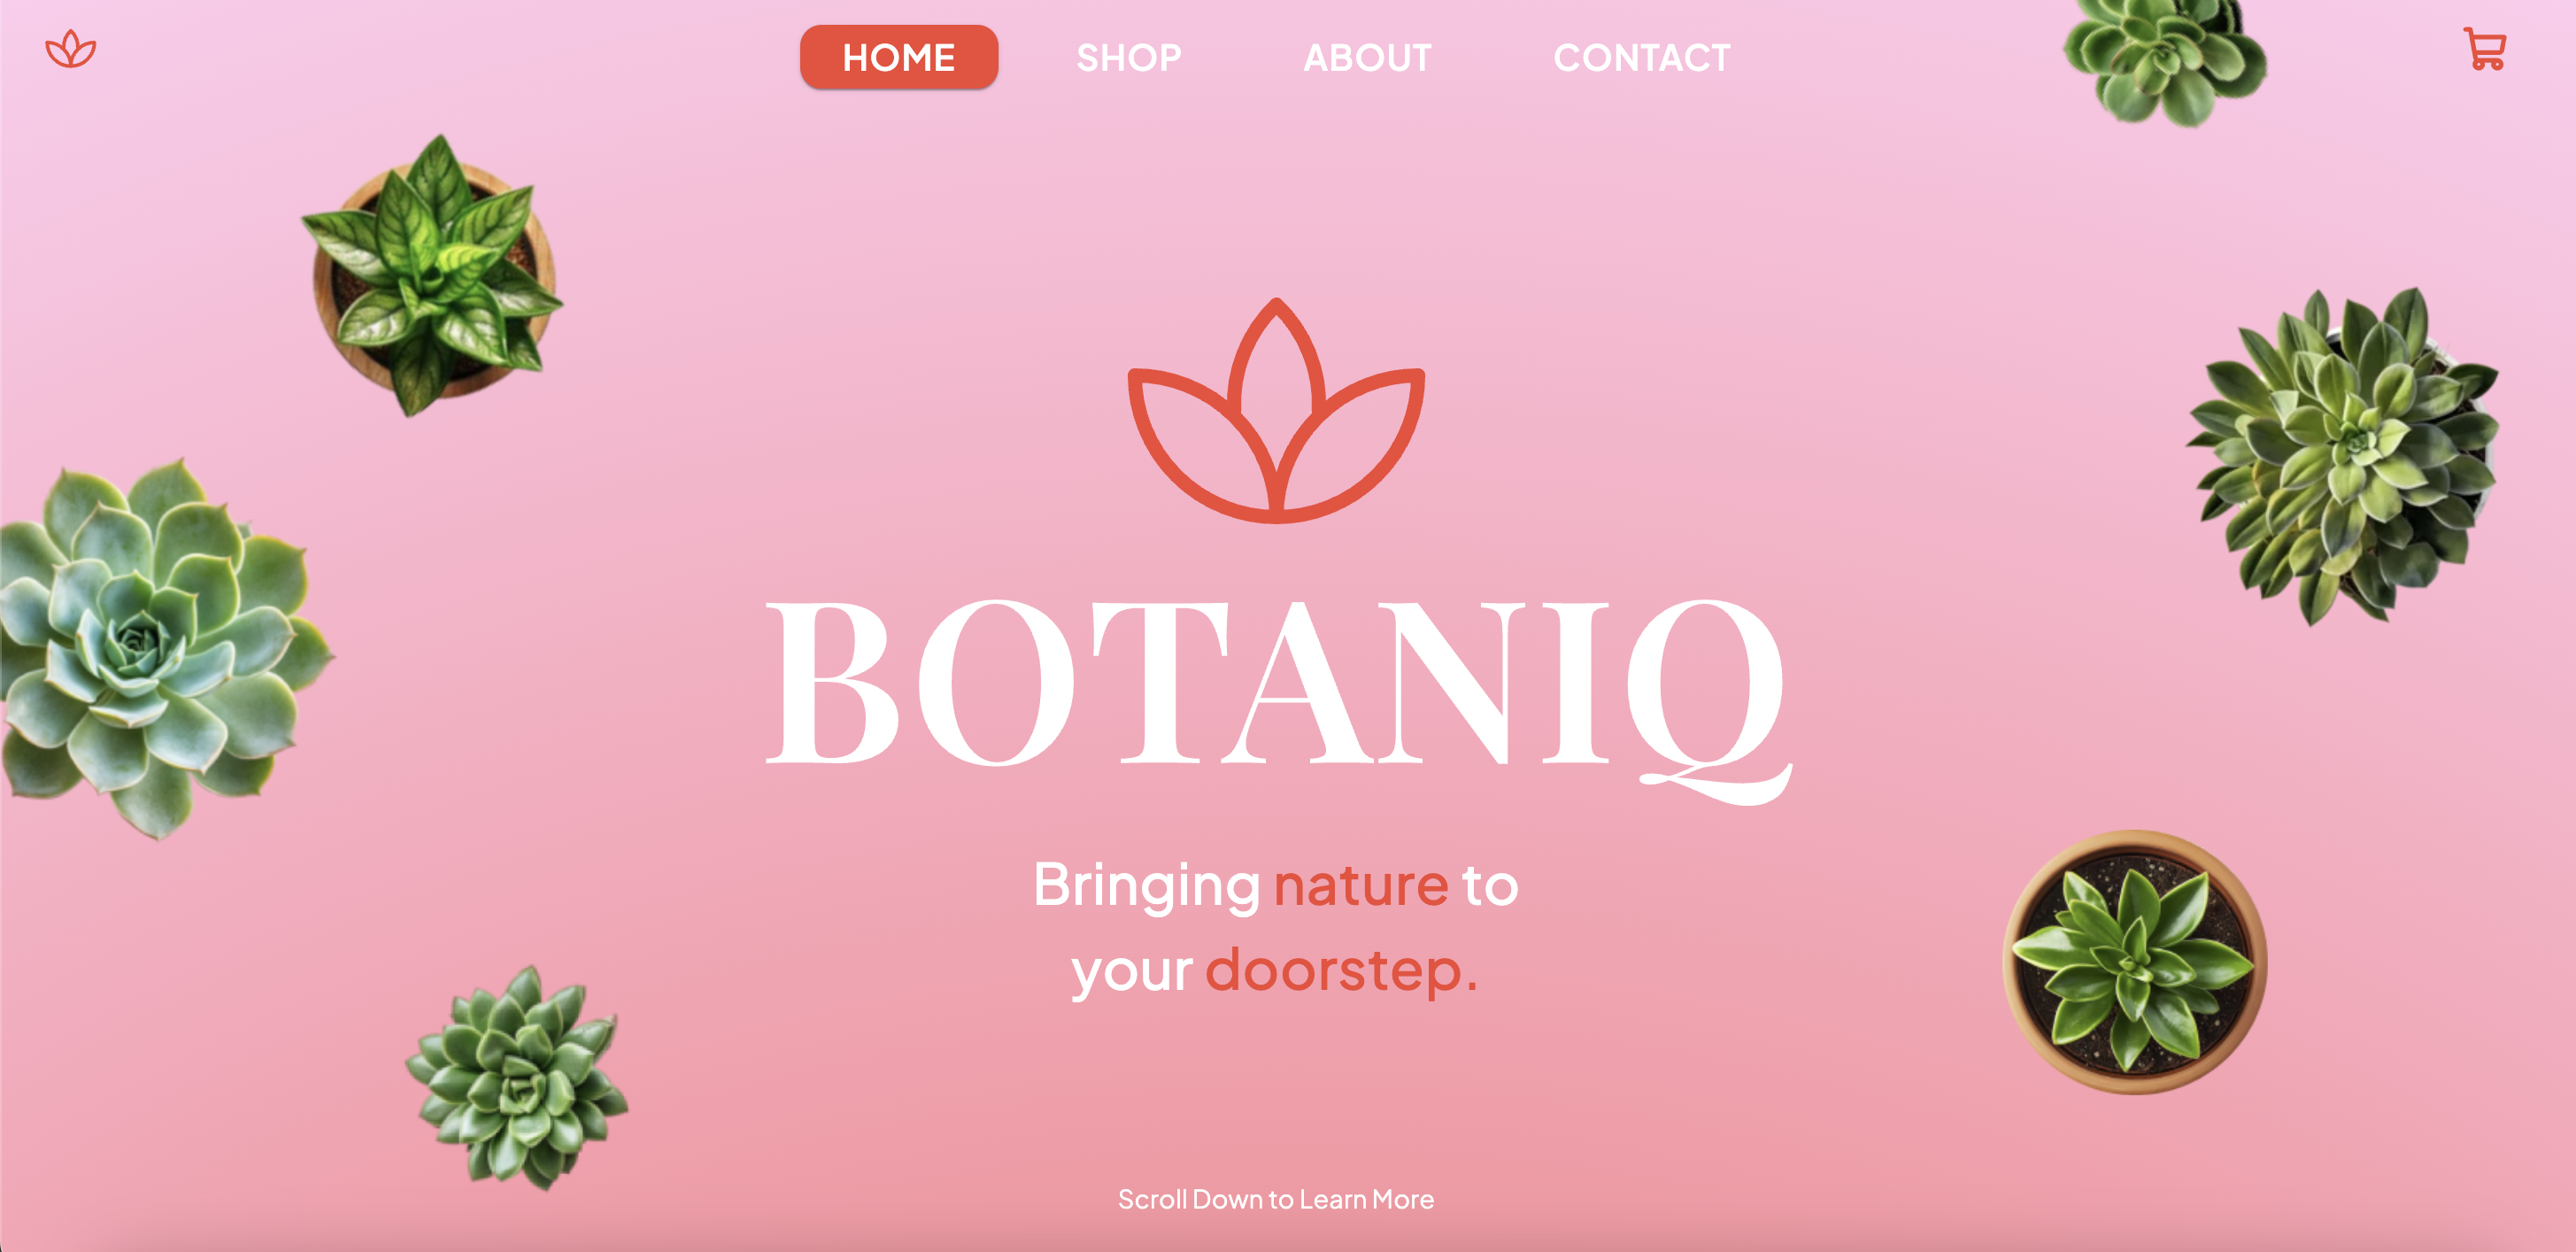 HOME SHOP ABOUT CONTACT
BOTANIQ
Bringing nature to
your doorstep.
Scroll Down to Learn More